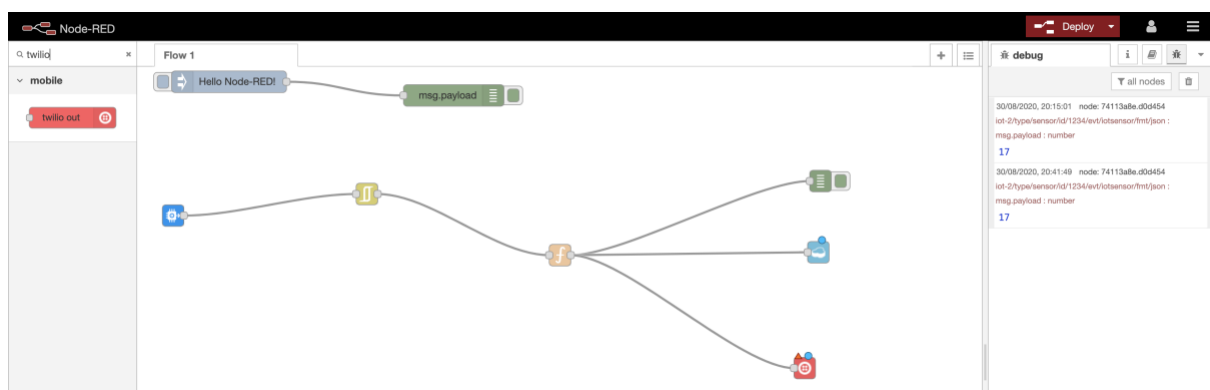 Node-RED
Deploy
twilio
Flow 1
debug
i
mobile
twilio out
Hello Node-RED!
msg.payload
all nodes
30/08/2020, 20:15:01 node: 74113a8e.d0d454
iot-2/type/sensor/id/1234/evt/iotsensor/fmt/json :
msg.payload : number
17
30/08/2020, 20:41:49 node: 74113a8e.d0d454
iot-2/type/sensor/id/1234/evt/iotsensor/fmt/json :
msg.payload : number
17
f